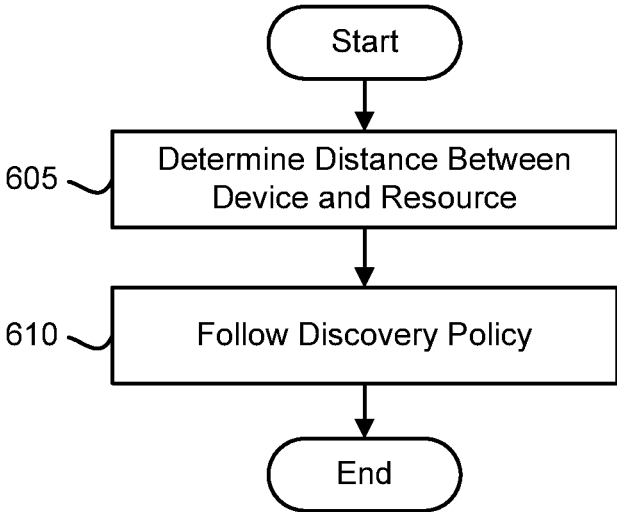 Start
605
Determine Distance Between
Device and Resource
610
Follow Discovery Policy
End